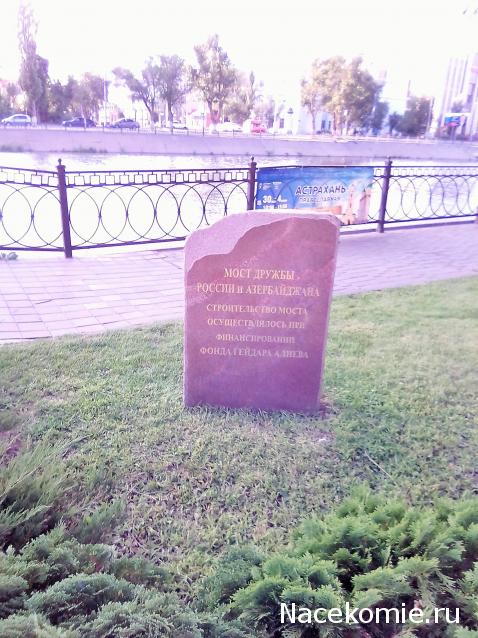 АСТРАХАНЬ
МОСТ ДРУЖБЫ
РОССИИ И АЗЕРБАЙДЖАНА
СТРОИТЕЛЬСТВО МОСТА
ОСУЩЕСТВЛЯЛОСЬ ПРИ
ФИНАНСИРОВАНИИ
ФОНДА ГЕЙДАРА АЛИЕВА
Nacekomie.ru